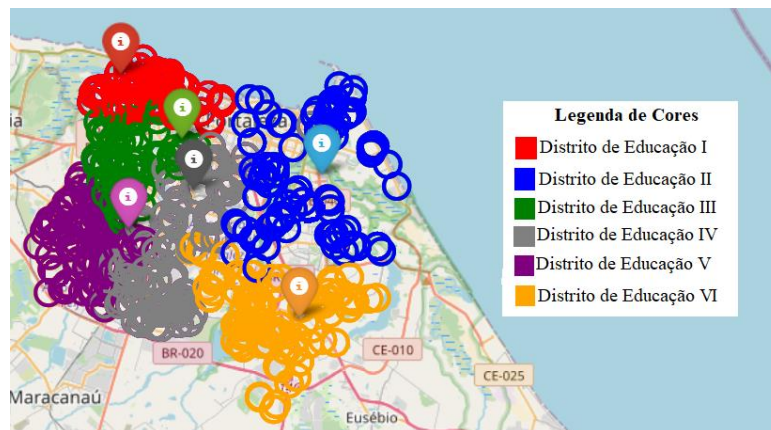 Legenda de Cores
Distrito de Educação I
Distrito de Educação II
Distrito de Educação III
Distrito de Educação IV
Distrito de Educação V
Distrito de Educação VI
BR-020
CE-010
CE-025
Maracanaú
Eusébio